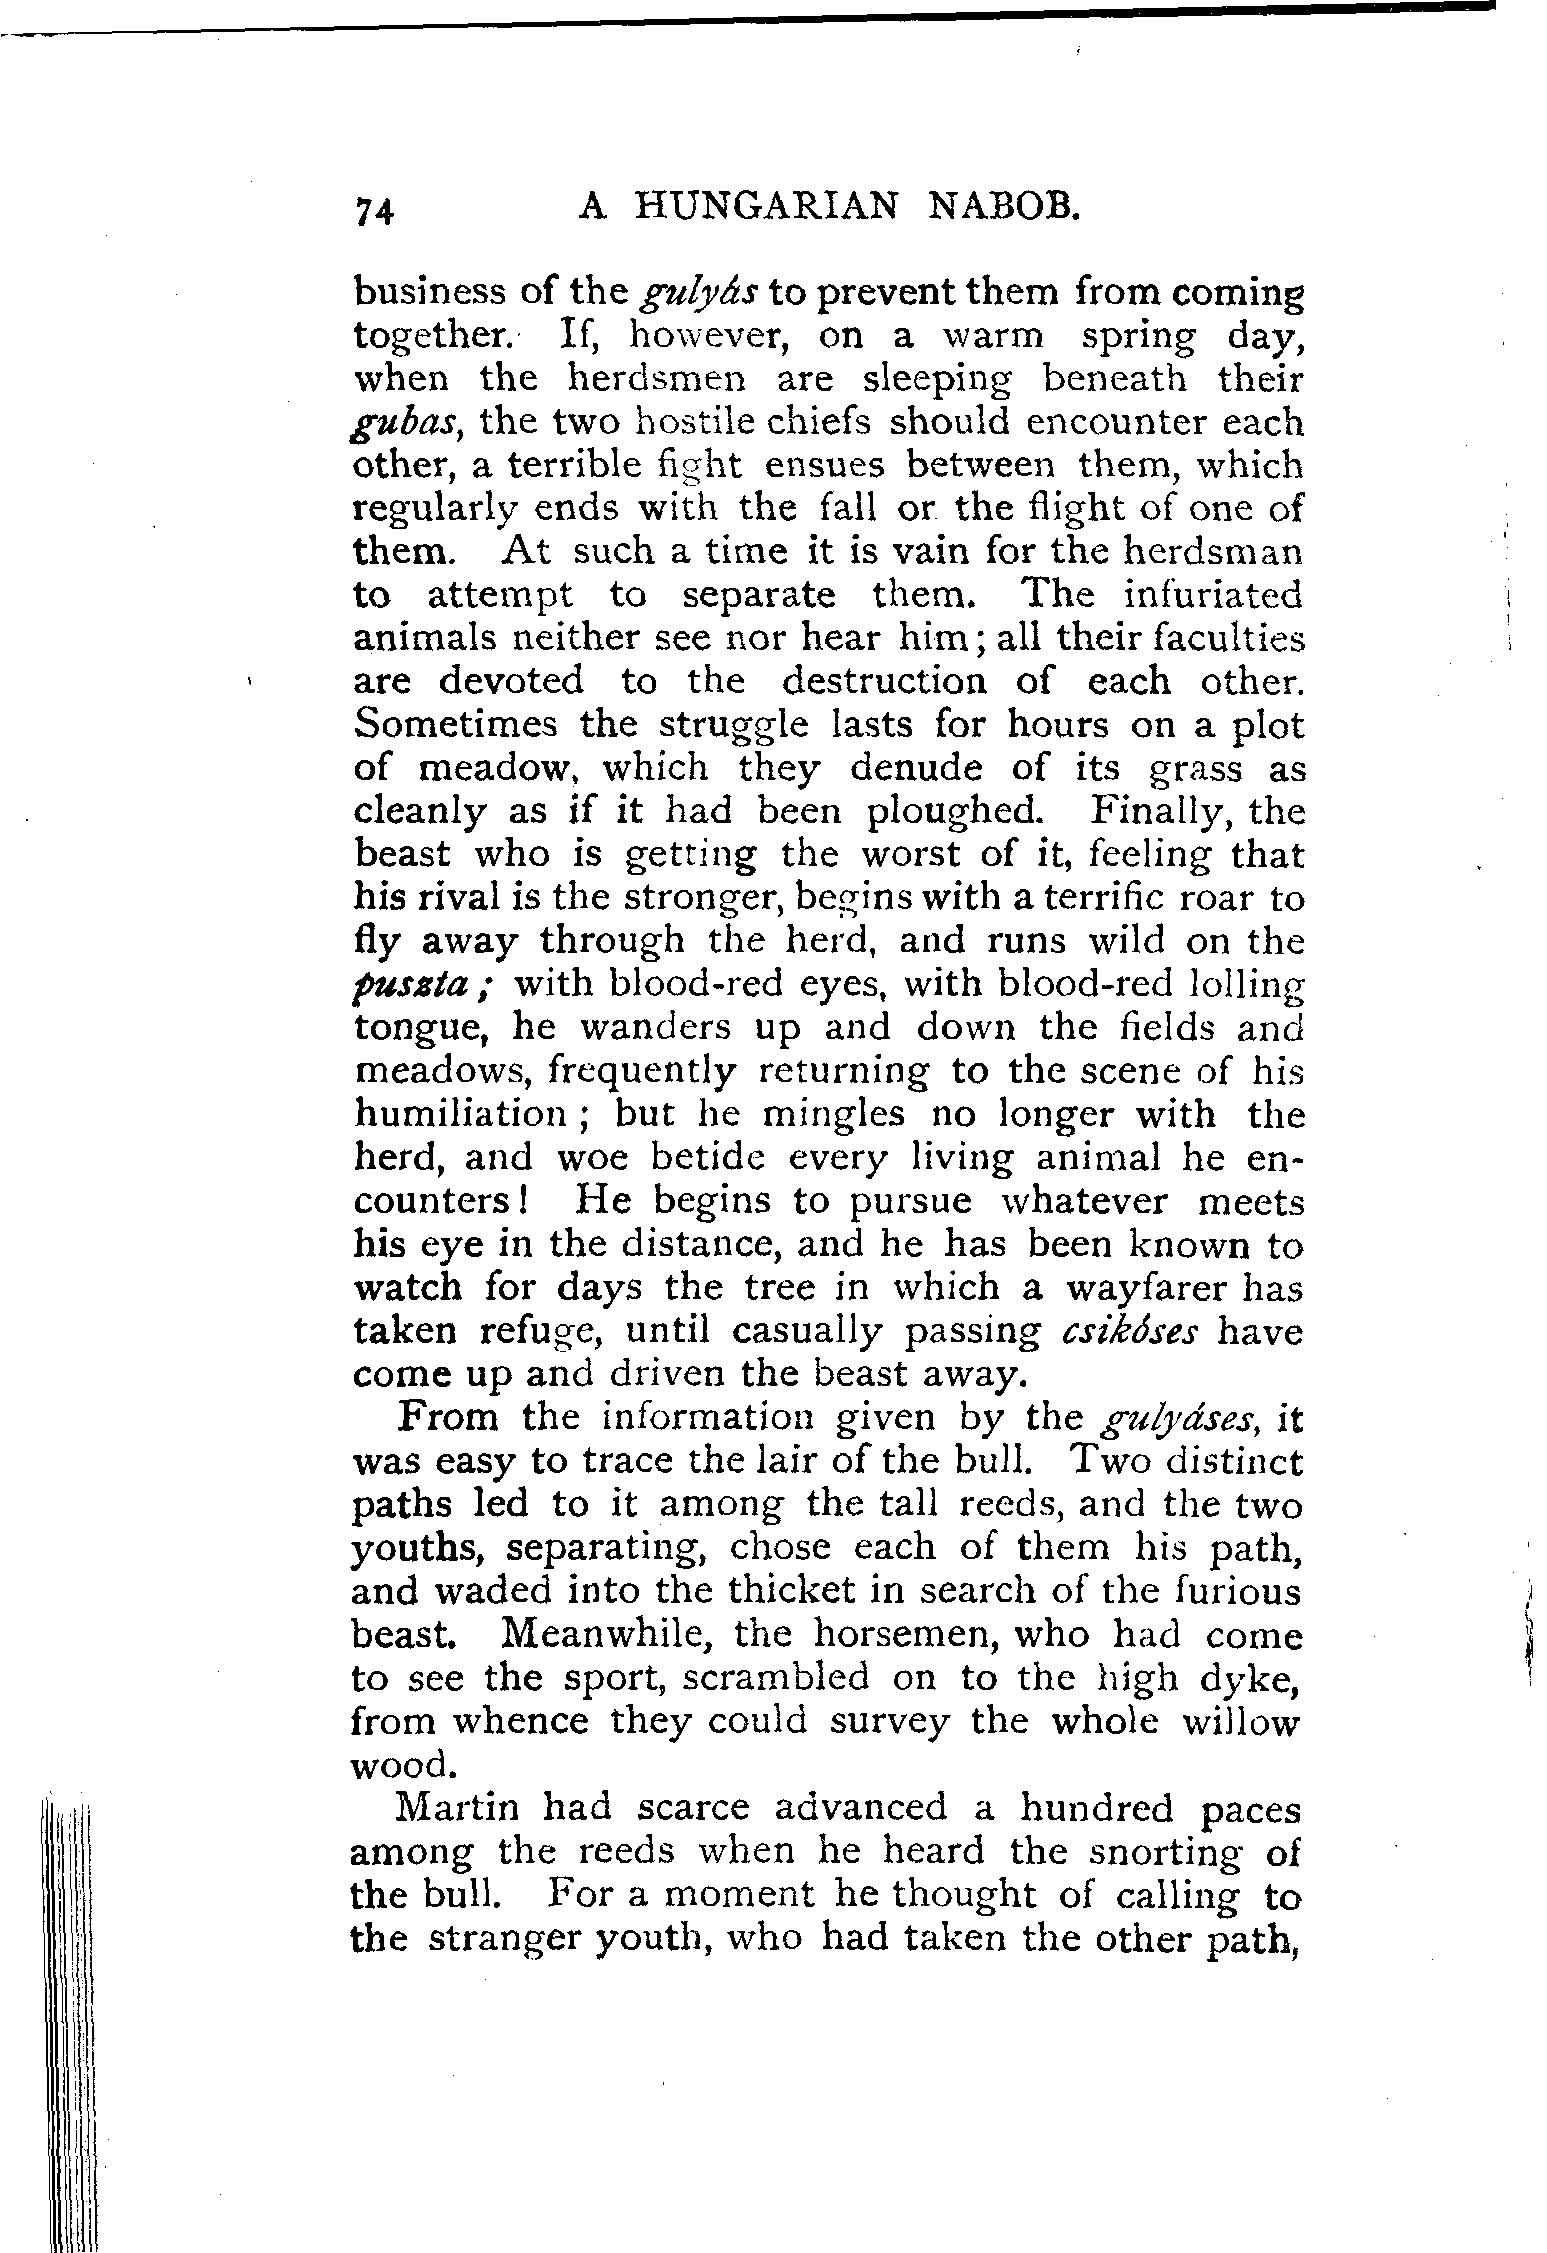 74 A HUNGARIAN NABOB.
business of the gulyás to prevent them from coming
together. If, however, on a warm spring day,
when the herdsmen are sleeping beneath their
gubas, the two hostile chiefs should encounter each
other, a terrible fight ensues between them, which
regularly ends with the fall or the flight of one of
them. At such a time it is vain for the herdsman
to attempt to separate them. The infuriated
animals neither see nor hear him; all their faculties
are devoted to the destruction of each other.
Sometimes the struggle lasts for hours on a plot
of meadow, which they denude of its grass as
cleanly as if it had been ploughed. Finally, the
beast who is getting the worst of it, feeling that
his rival is the stronger, begins with a terrific roar to
fly away through the herd, and runs wild on the
puszta; with blood-red eyes, with blood-red lolling
tongue, he wanders up and down the fields and
meadows, frequently returning to the scene of his
humiliation; but he mingles no longer with the
herd, and woe betide every living animal he en-
counters! He begins to pursue whatever meets
his eye in the distance, and he has been known to
watch for days the tree in which a wayfarer has
taken refuge, until casually passing csikóses have
come up and driven the beast away.
From the information given by the gulyáses, it
was easy to trace the lair of the bull. Two distinct
paths led to it among the tall reeds, and the two
youths, separating, chose each of them his path,
and waded into the thicket in search of the furious
beast. Meanwhile, the horsemen, who had come
to see the sport, scrambled on to the high dyke,
from whence they could survey the whole willow
wood.
Martin had scarce advanced a hundred paces
among the reeds when he heard the snorting of
the bull. For a moment he thought of calling to
the stranger youth, who had taken the other path,